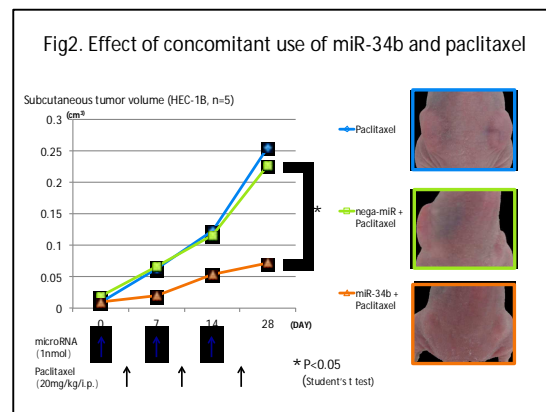 Fig2. Effect of concomitant use of miR-34b and paclitaxel
Subcutaneous tumor volume (HEC-1B, n=5)
(cm³)
0.3
0.25
0.2
0.15
0.1
0.05
0
0 7 14 28 (DAY)
*
Paclitaxel
nega-miR +
Paclitaxel
miR-34b +
Paclitaxel
microRNA
(1nmol)
Paclitaxel
(20mg/kg/i.p.)
* P<0.05
(Student's t test)